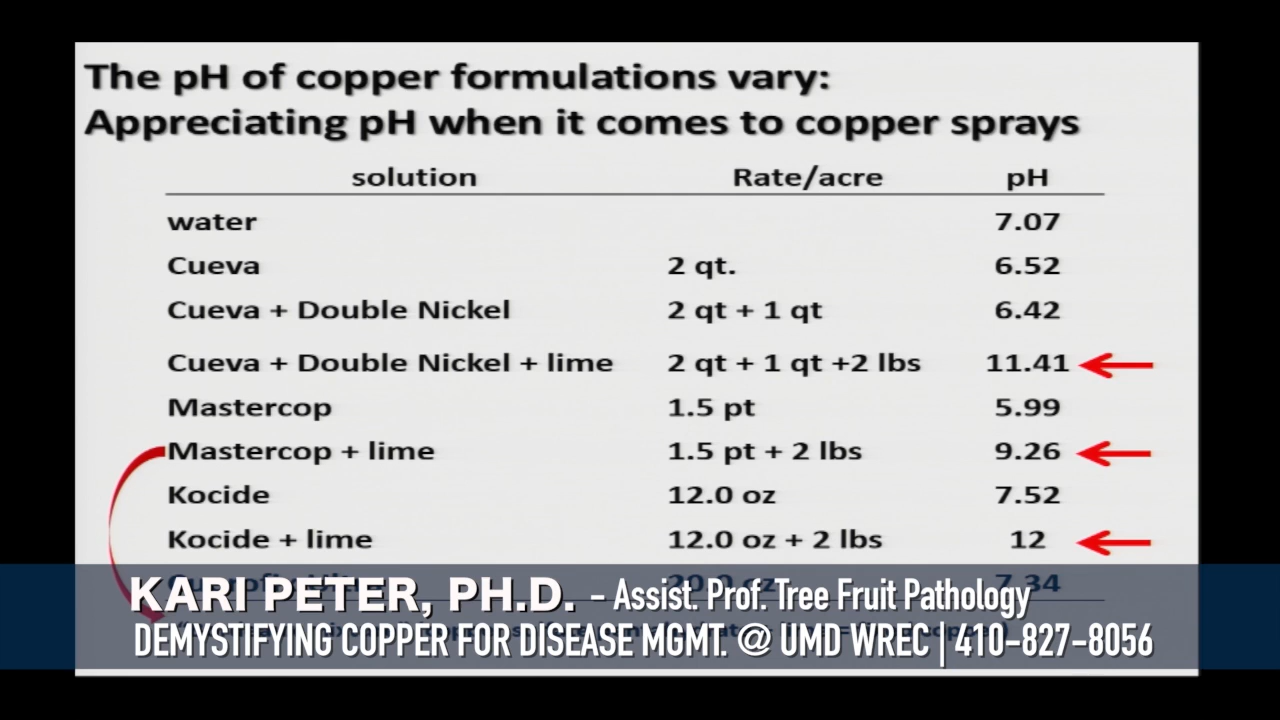 The pH of copper formulations vary:
Appreciating pH when it comes to copper sprays
solution Rate/acre pH
water 7.07
Cueva 2 qt. 6.52
Cueva + Double Nickel 2 qt + 1 qt 6.42
Cueva + Double Nickel + lime 2 qt + 1 qt +2 lbs 11.41
Mastercop 1.5 pt 5.99
Mastercop + lime 1.5 pt + 2 lbs 9.26
Kocide 12.0 oz 7.52
Kocide + lime 12.0 oz + 2 lbs 12
20.0 oz 7.34
KARI PETER, PH.D. - Assist. Prof. Tree Fruit Pathology
DEMYSTIFYING COPPER FOR DISEASE MGMT. @ UMD WREC | 410-827-8056